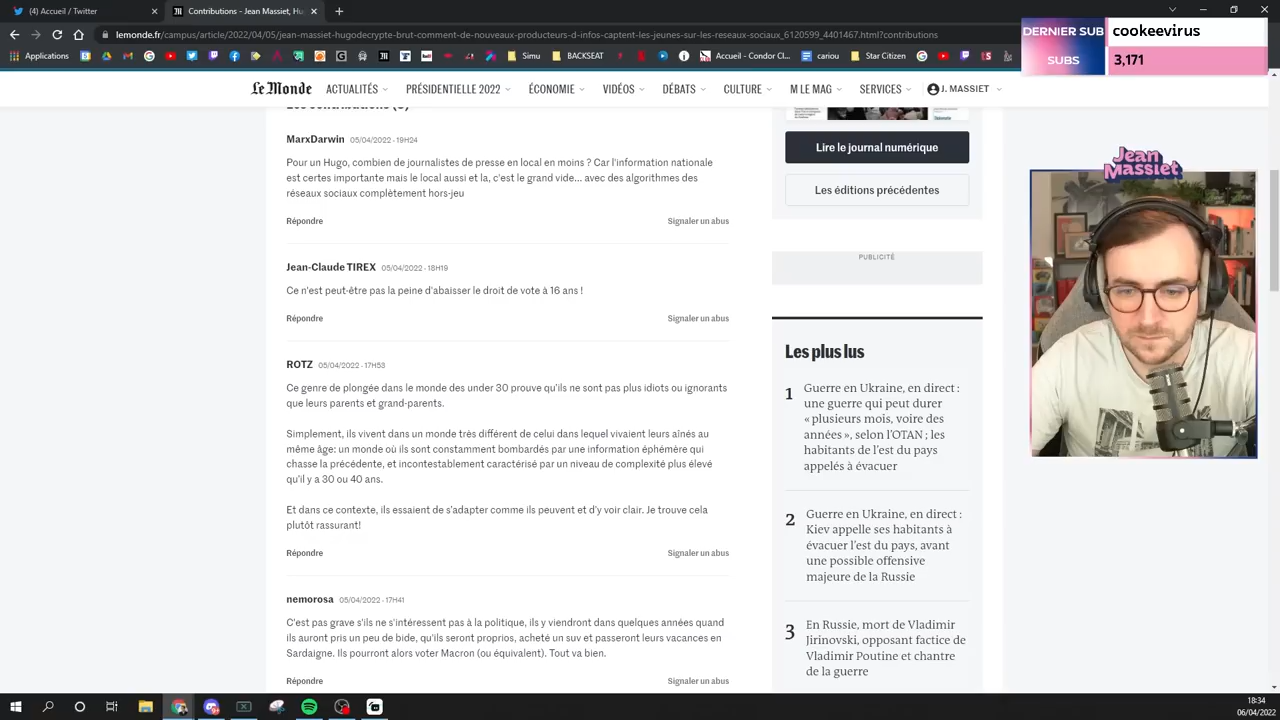 (4) Accueil / Twitter
Contributions – Jean Massiet, Hug
lemonde.fr/campus/article/2022/04/05/jean-massiet-hugodecrypte-brut-comment-de-nouveaux-producteurs-d-infos-captent-les-jeunes-sur-les-reseaux-sociaux_6120599_4401467.html?contributions
Applications
Simu
BACKSEAT
Accueil - Condor Cl...
cariou
Star Citizen
DERNIER SUB
cookeevirus
SUBS
3,171
Le Monde
ACTUALITÉS
PRÉSIDENTIELLE 2022
ÉCONOMIE
VIDÉOS
DÉBATS
CULTURE
M LE MAG
SERVICES
J. MASSIET
MarxDarwin 05/04/2022 - 19H24
Pour un Hugo, combien de journalistes de presse en local en moins ? Car l'information nationale
est certes importante mais le local aussi et la, c'est le grand vide... avec des algorithmes des
réseaux sociaux complètement hors-jeu
Répondre
Signaler un abus
Jean-Claude TIREX 05/04/2022 - 18H19
Ce n'est peut-être pas la peine d'abaisser le droit de vote à 16 ans !
Répondre
Signaler un abus
ROTZ 05/04/2022 - 17H53
Ce genre de plongée dans le monde des under 30 prouve qu'ils ne sont pas plus idiots ou ignorants
que leurs parents et grand-parents.
Simplement, ils vivent dans un monde très différent de celui dans lequel vivaient leurs aînés au
même âge: un monde où ils sont constamment bombardés par une information éphémère qui
chasse la précédente, et incontestablement caractérisé par un niveau de complexité plus élevé
qu'il y a 30 ou 40 ans.
Et dans ce contexte, ils essaient de s'adapter comme ils peuvent et d'y voir clair. Je trouve cela
plutôt rassurant!
Répondre
Signaler un abus
nemorosa 05/04/2022 - 17H41
C'est pas grave s'ils ne s'intéressent pas à la politique, ils y viendront dans quelques années quand
ils auront pris un peu de bide, qu'ils seront proprios, acheté un suv et passeront leurs vacances en
Sardaigne. Ils pourront alors voter Macron (ou équivalent). Tout va bien.
Répondre
Signaler un abus
Lire le journal numérique
Les éditions précédentes
PUBLICITÉ
Les plus lus
1 Guerre en Ukraine, en direct :
une guerre qui peut durer
« plusieurs mois, voire des
années », selon l'OTAN ; les
habitants de l'est du pays
appelés à évacuer
2 Guerre en Ukraine, en direct :
Kiev appelle ses habitants à
évacuer l'est du pays, avant
une possible offensive
majeure de la Russie
3 En Russie, mort de Vladimir
Jirinovski, opposant factice de
Vladimir Poutine et chantre
de la guerre
Jean
Massiet
18:34
06/04/2022